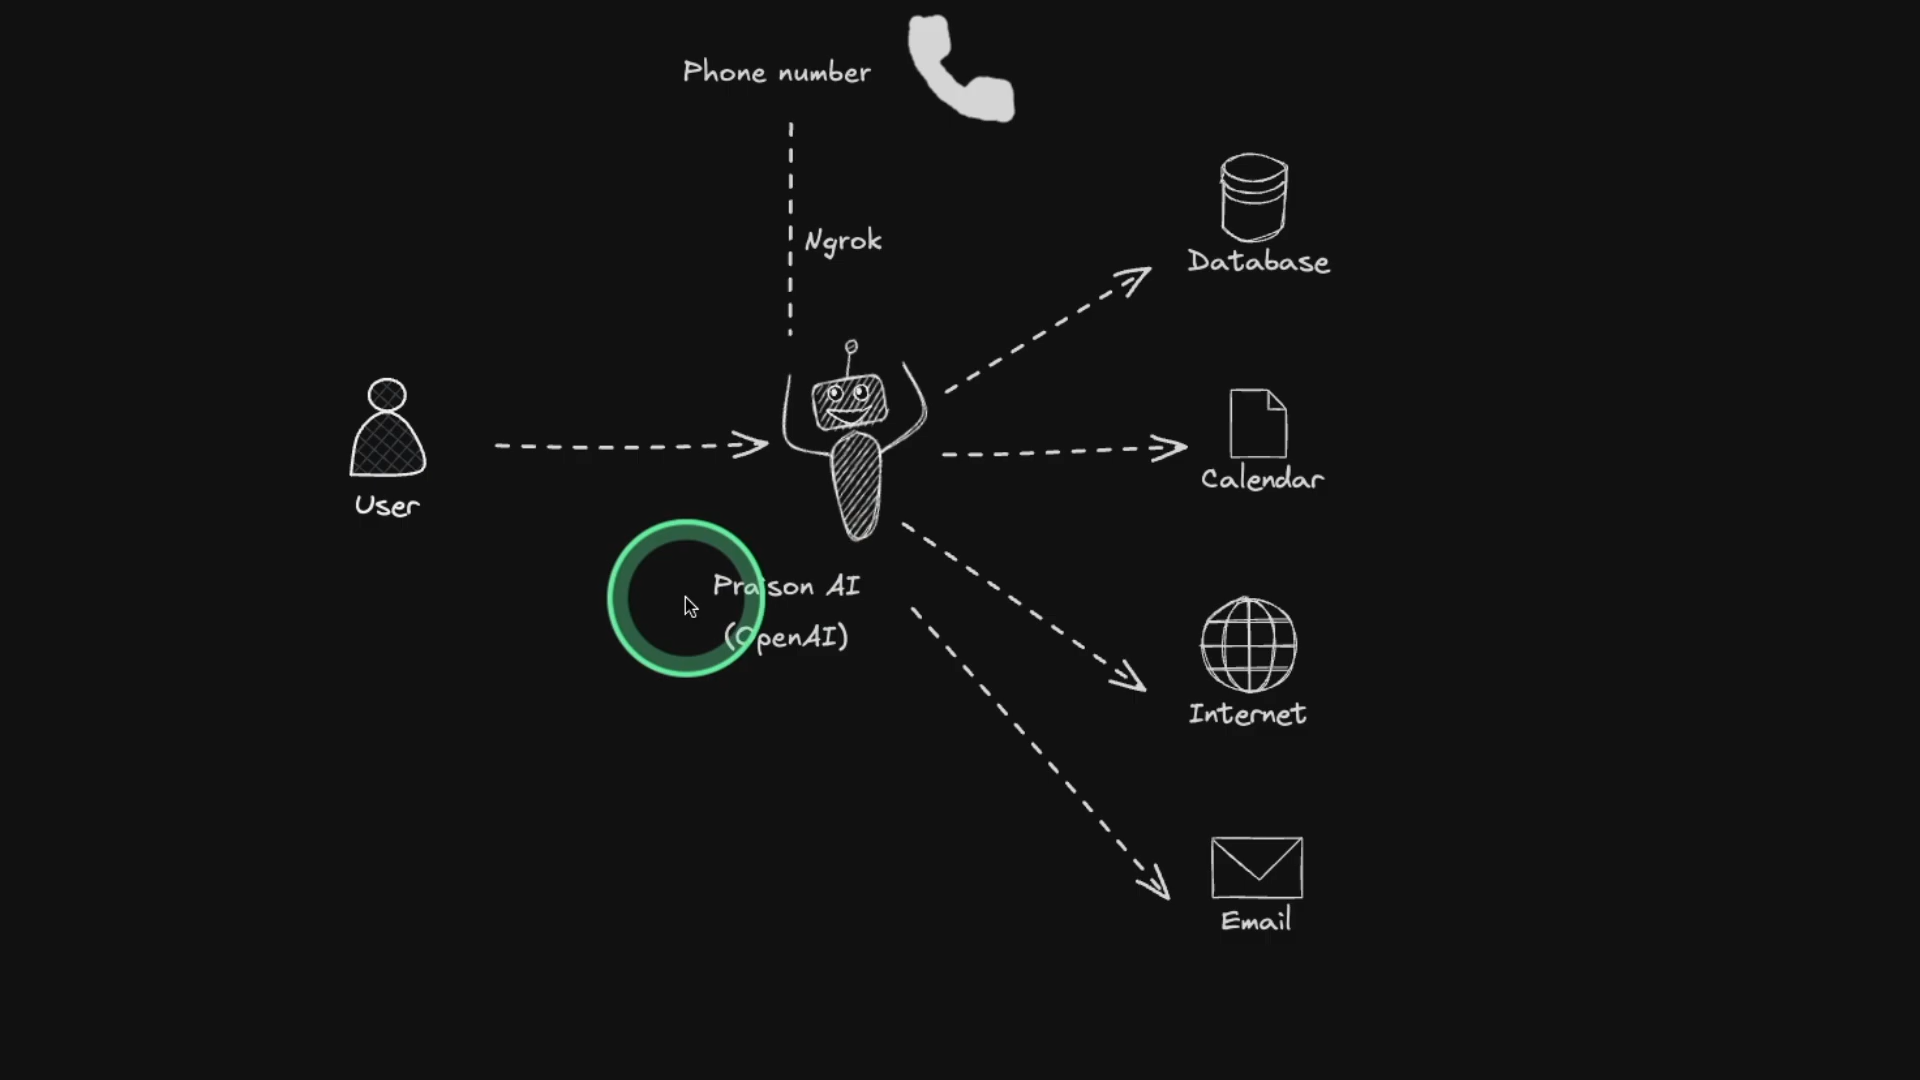 Phone number
Ngrok
Database
Calendar
User
Praison AI
(OpenAI)
Internet
Email